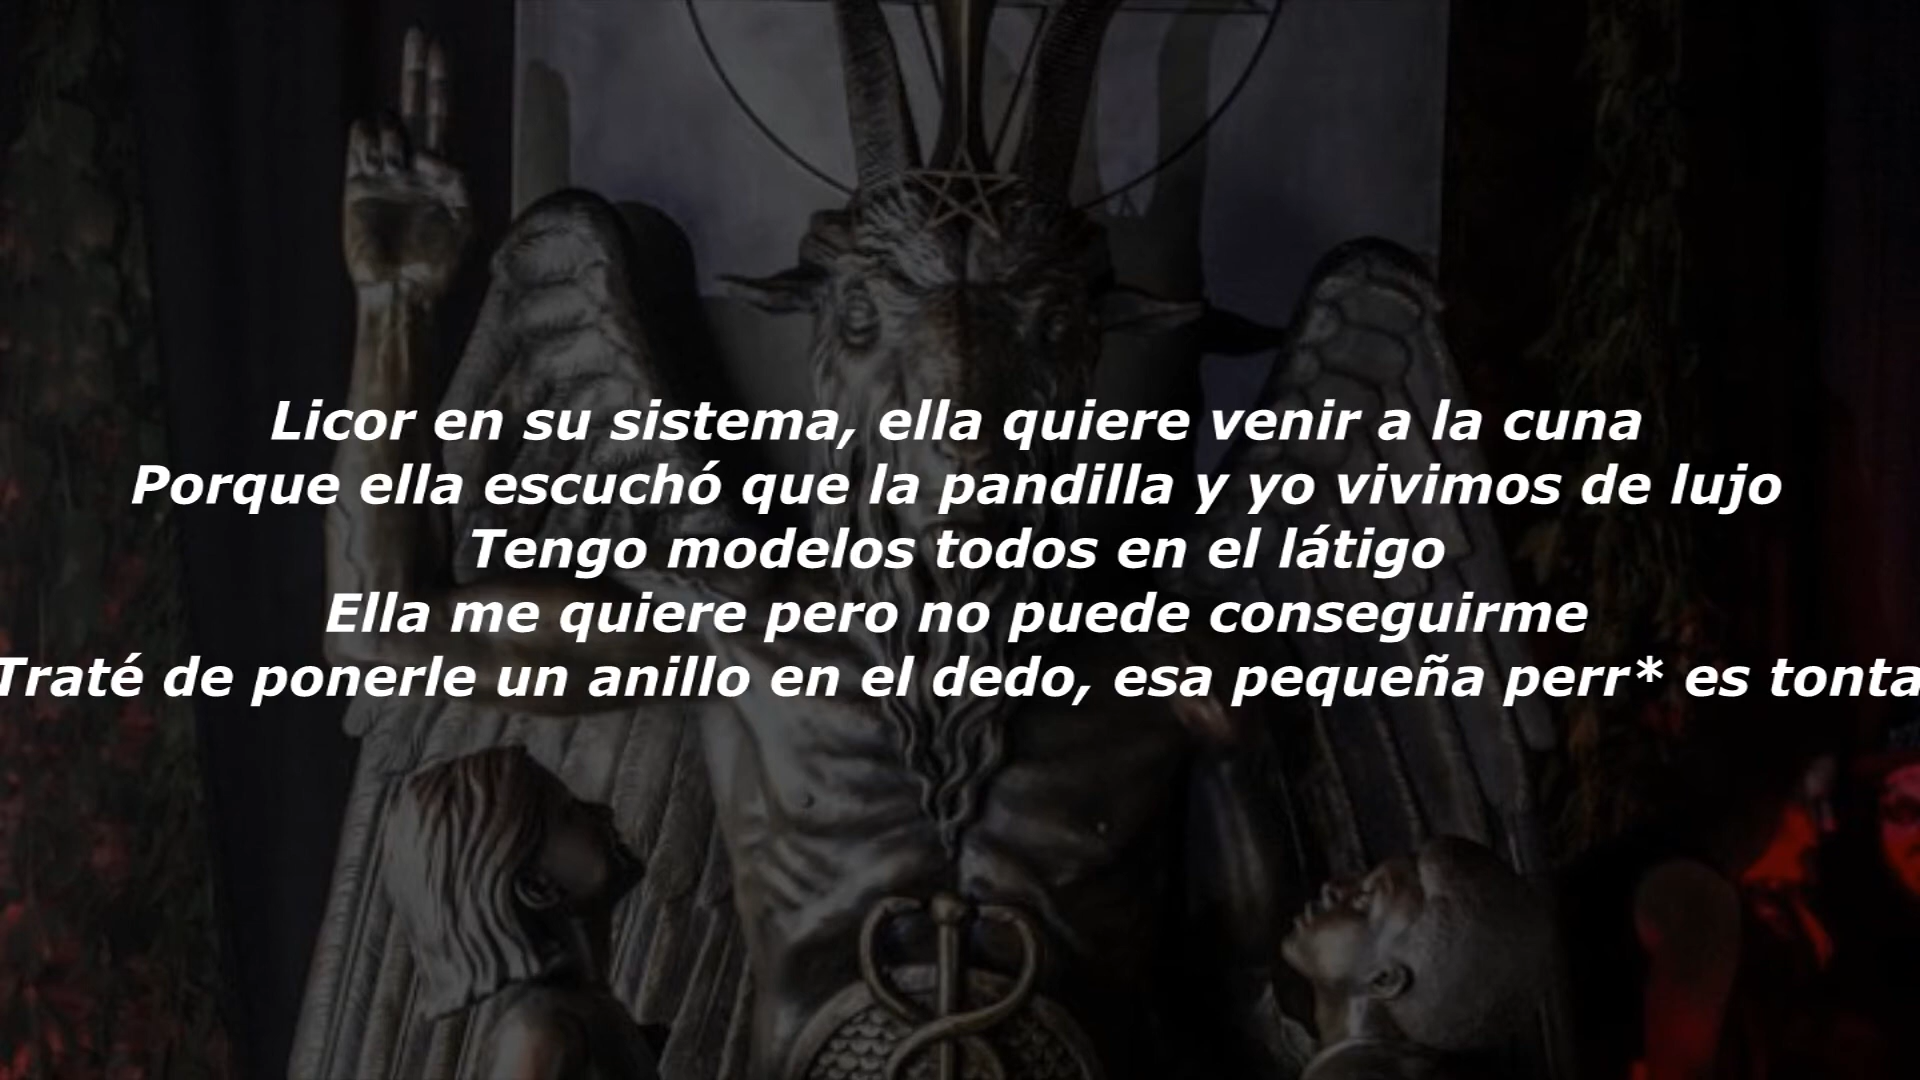 Licor en su sistema, ella quiere venir a la cuna
Porque ella escuchó que la pandilla y yo vivimos de lujo
Tengo modelos todos en el látigo
Ella me quiere pero no puede conseguirme
Traté de ponerle un anillo en el dedo, esa pequeña perr* es tonta